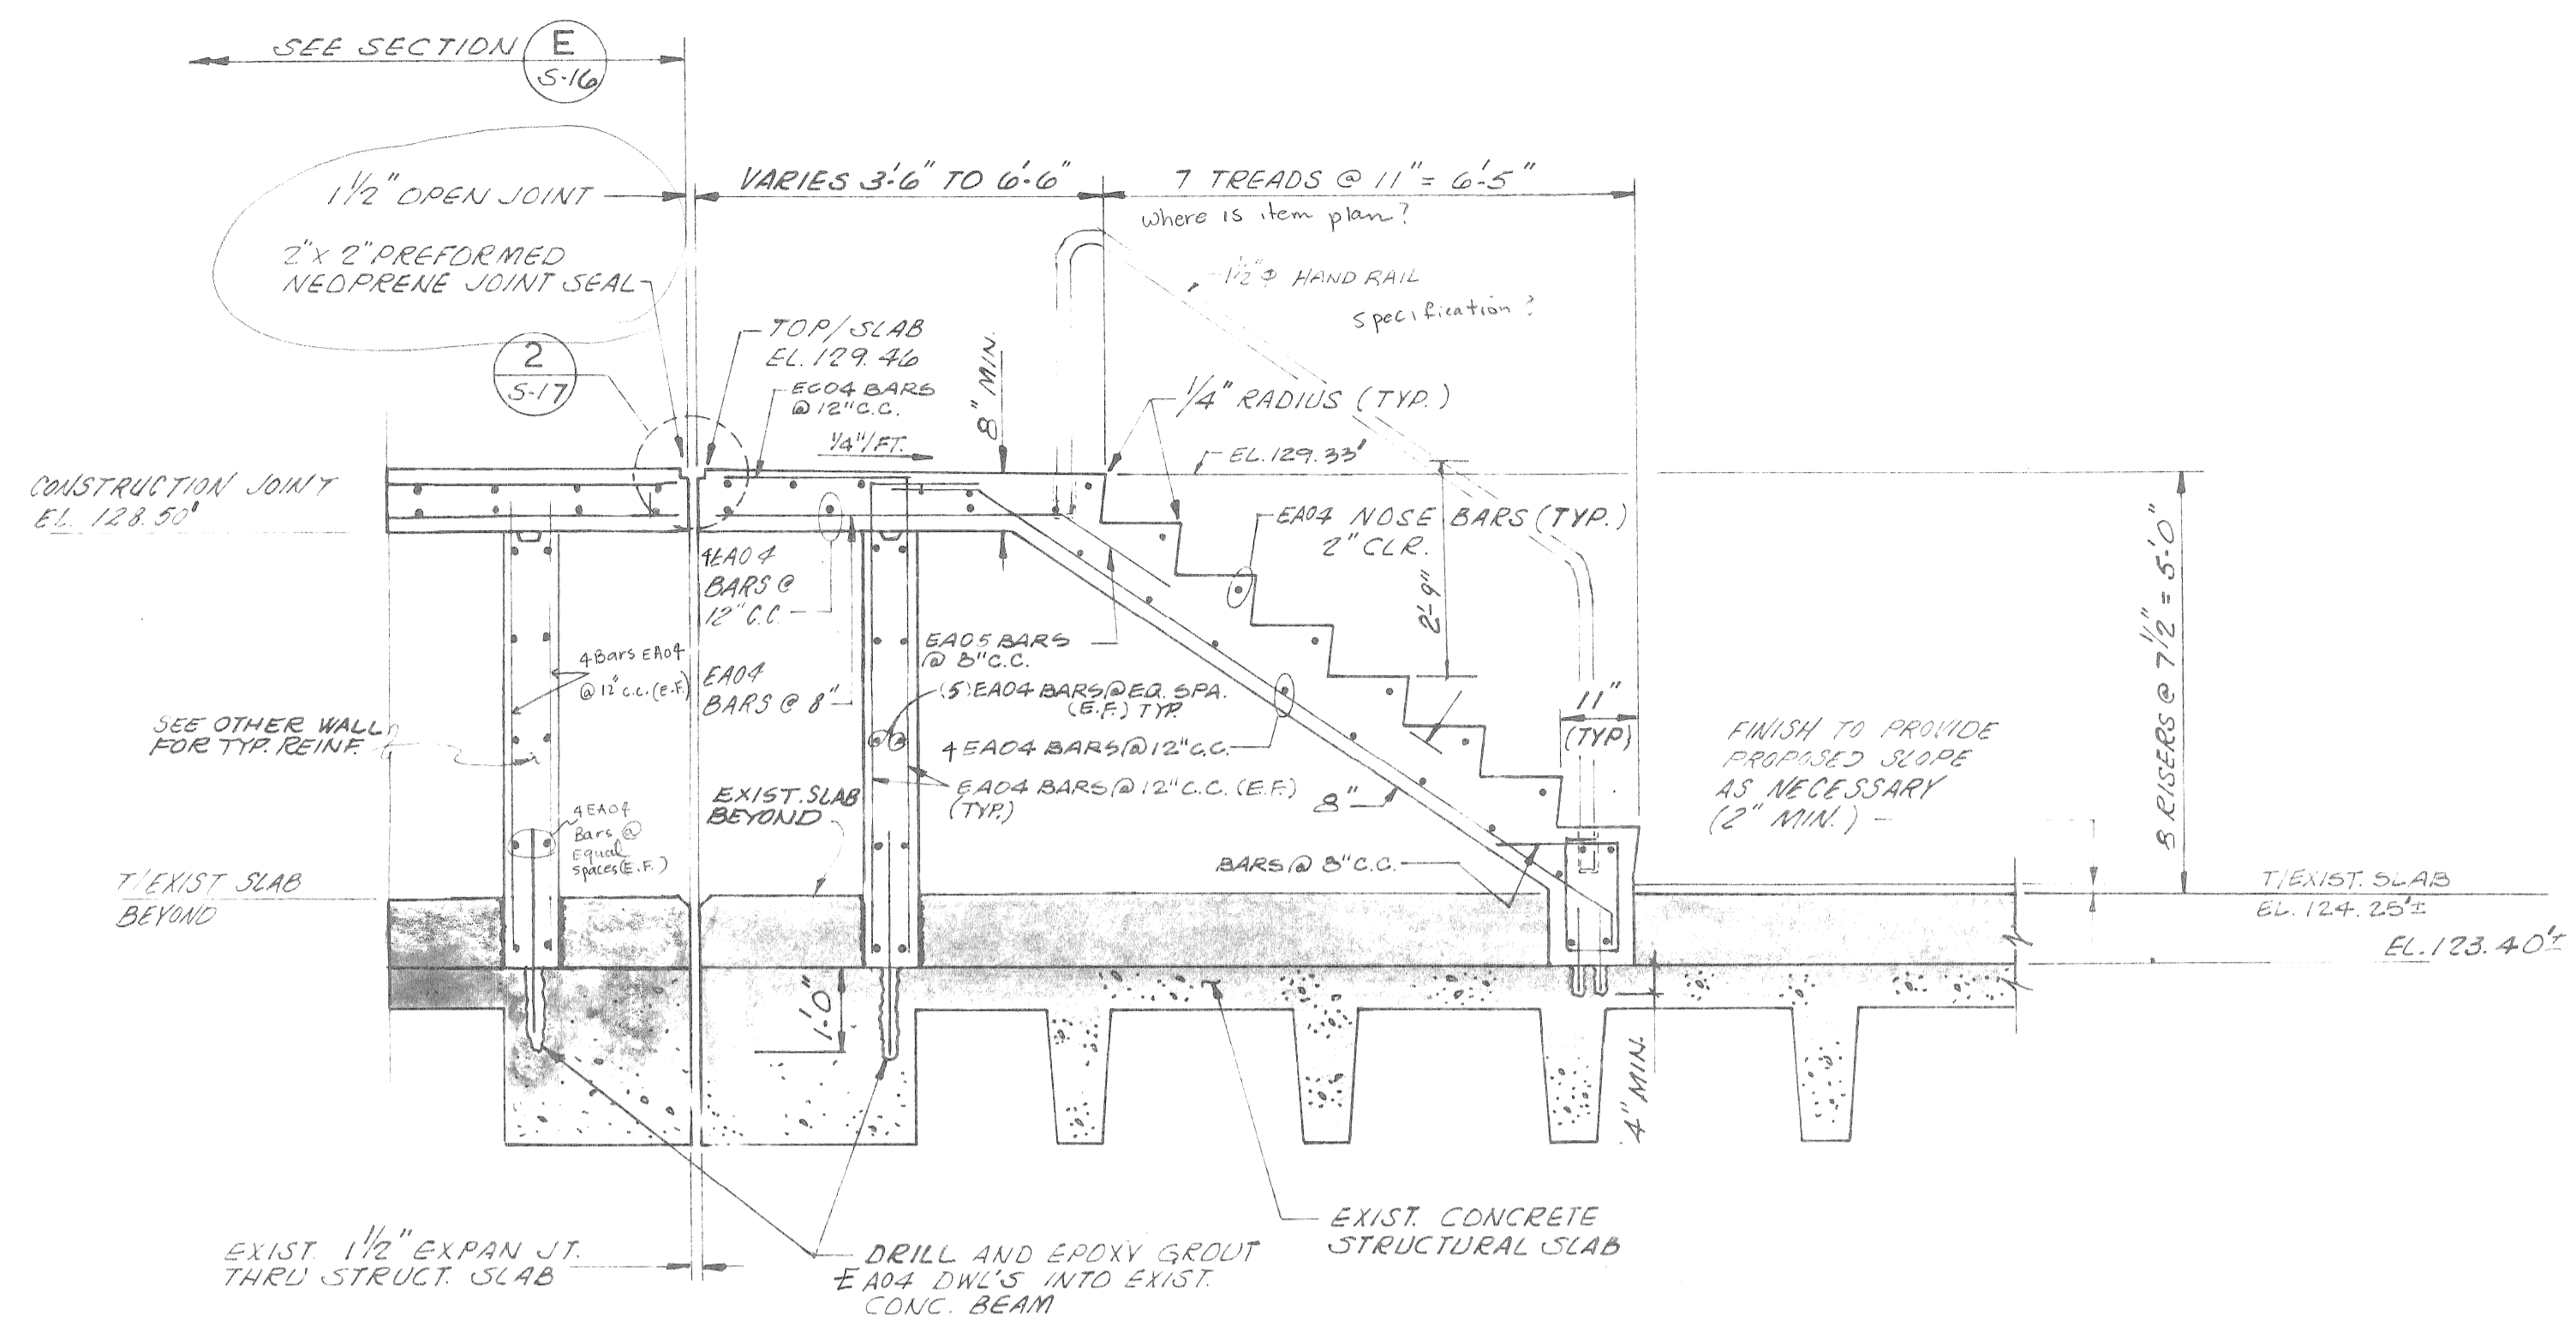 SEE SECTION
E
S-16
1 1/2" OPEN JOINT
VARIES 3'-6" TO 6'-6"
7 TREADS @ 11" = 6'-5"
where is item plan?
2" x 2" PREFORMED
NEOPRENE JOINT SEAL
1 1/2" Φ HAND RAIL
specification?
2
S-17
TOP/SLAB
EL. 129.46
EC04 BARS
@ 12" C.C.
1/4"/FT.
8" MIN.
1/4" RADIUS (TYP.)
EL. 129.33'
CONSTRUCTION JOINT
EL. 128.50'
EA04 NOSE BARS (TYP.)
2" CLR.
2'-9"
8 RISERS @ 7 1/2" = 5'-0"
4EA04
BARS @
12" C.C.
EA04
BARS @ 8"
4 Bars EA04
@ 12" C.C. (E.F.)
EA05 BARS
@ 8" C.C.
(5) EA04 BARS @ EQ. SPA.
(E.F.) TYP.
4 EA04 BARS @ 12" C.C.
EA04 BARS @ 12" C.C. (E.F.)
(TYP.)
SEE OTHER WALL
FOR TYP. REINF.
11"
(TYP)
8"
FINISH TO PROVIDE
PROPOSED SLOPE
AS NECESSARY
(2" MIN.)
4 EA04
Bars @
Equal
spaces (E.F.)
EXIST. SLAB
BEYOND
BARS @ 8" C.C.
T/EXIST SLAB
BEYOND
T/EXIST. SLAB
EL. 124.25'±
EL. 123.40'±
1'-0"
4" MIN.
EXIST. 1 1/2" EXPAN JT.
THRU STRUCT. SLAB
DRILL AND EPOXY GROUT
EA04 DWL'S INTO EXIST.
CONC. BEAM
EXIST. CONCRETE
STRUCTURAL SLAB